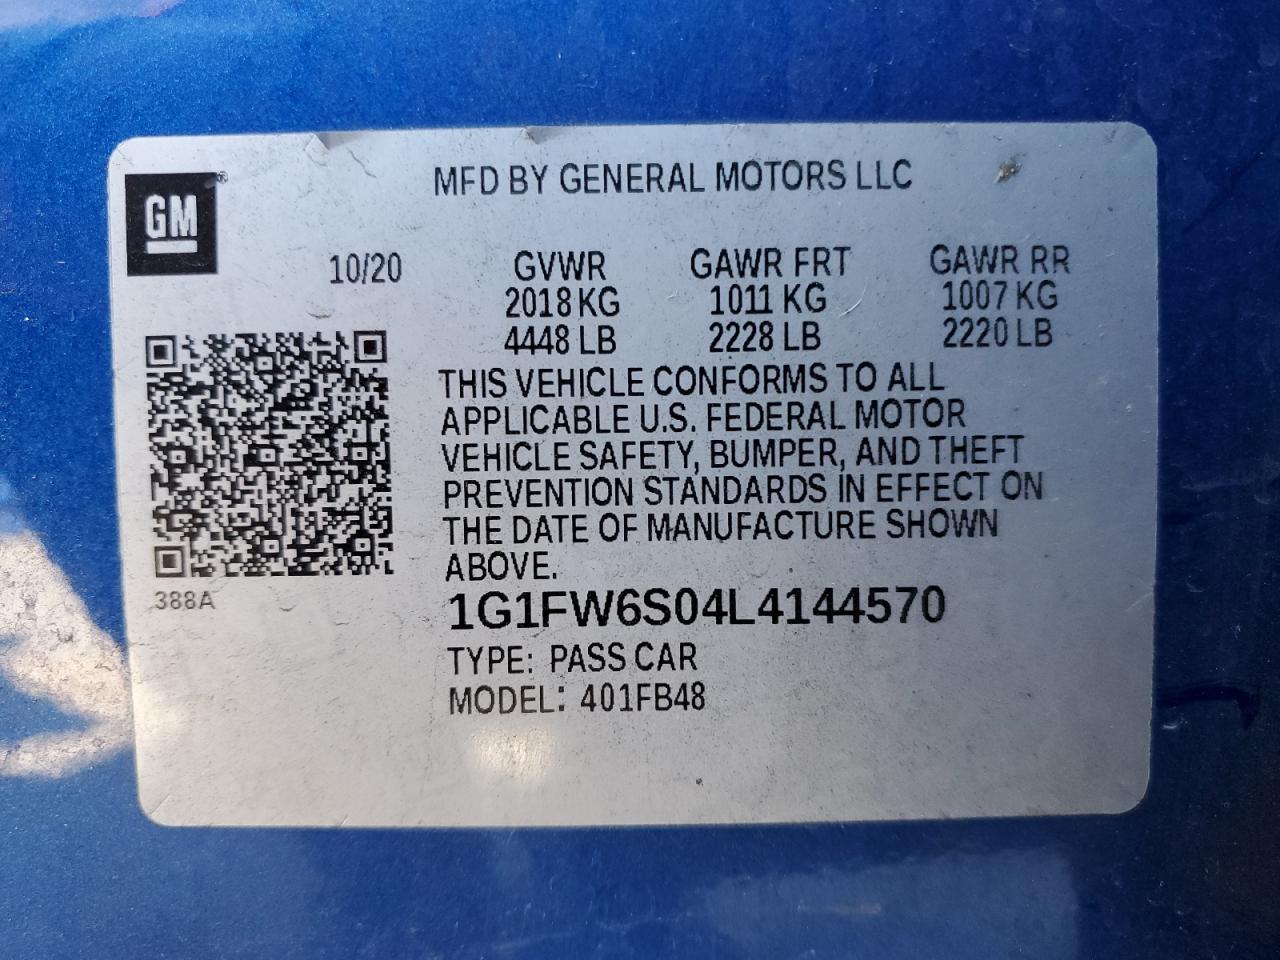 MFD BY GENERAL MOTORS LLC
GM®
10/20 GVWR GAWR FRT GAWR RR
2018 KG 1011 KG 1007 KG
4448 LB 2228 LB 2220 LB
THIS VEHICLE CONFORMS TO ALL
APPLICABLE U.S. FEDERAL MOTOR
VEHICLE SAFETY, BUMPER, AND THEFT
PREVENTION STANDARDS IN EFFECT ON
THE DATE OF MANUFACTURE SHOWN
ABOVE.
388A
1G1FW6S04L4144570
TYPE: PASS CAR
MODEL: 401FB48